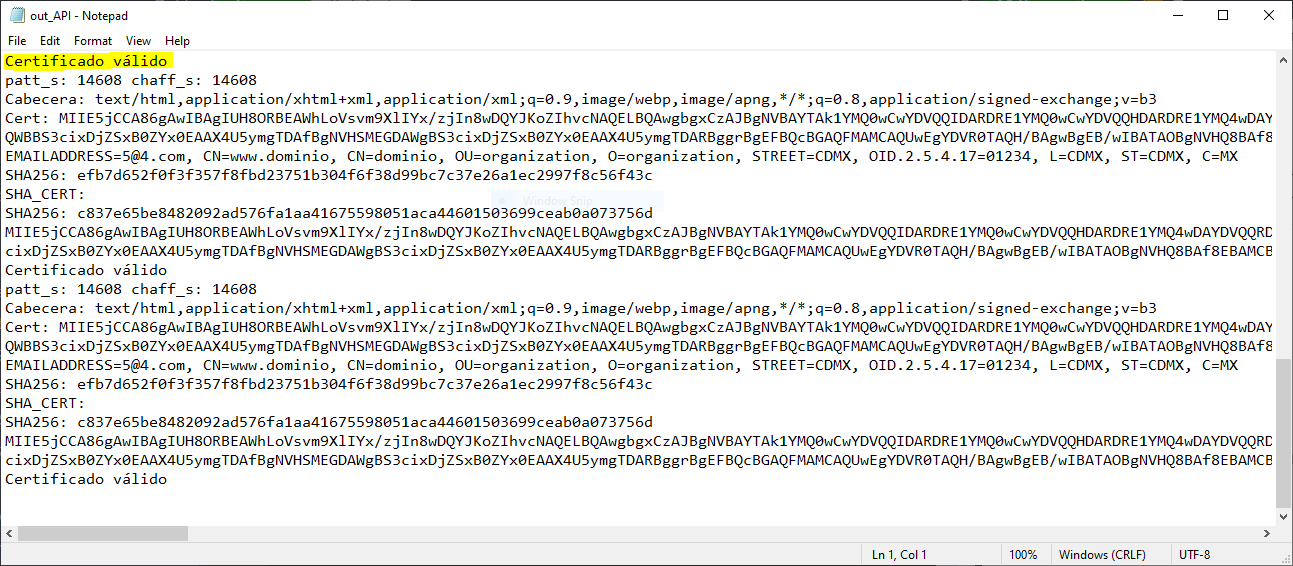 out_API - Notepad
File Edit Format View Help
Certificado válido
patt_s: 14608 chaff_s: 14608
Cabecera: text/html,application/xhtml+xml,application/xml;q=0.9,image/webp,image/apng,*/*;q=0.8,application/signed-exchange;v=b3
Cert: MIIE5jCCA86gAwIBAgIUH8ORBEAWhLoVsvm9XlIYx/zjIn8wDQYJKoZIhvcNAQELBQAwgbgxCzAJBgNVBAYTAk1YMQ0wCwYDVQQIDARDRE1YMQ0wCwYDVQQHDARDRE1YMQ4wDAY
QWBBS3cixDjZSxB0ZYx0EAAX4U5ymgTDAfBgNVHSMEGDAWgBS3cixDjZSxB0ZYx0EAAX4U5ymgTDARBggrBgEFBQcBGAQFMAMCAQUwEgYDVR0TAQH/BAgwBgEB/wIBATAOBgNVHQ8BAf8
EMAILADDRESS=5@4.com, CN=www.dominio, CN=dominio, OU=organization, O=organization, STREET=CDMX, OID.2.5.4.17=01234, L=CDMX, ST=CDMX, C=MX
SHA256: efb7d652f0f3f357f8fbd23751b304f6f38d99bc7c37e26a1ec2997f8c56f43c
SHA_CERT:
Window Snip
SHA256: c837e65be8482092ad576fa1aa41675598051aca44601503699ceab0a073756d
MIIE5jCCA86gAwIBAgIUH8ORBEAWhLoVsvm9XlIYx/zjIn8wDQYJKoZIhvcNAQELBQAwgbgxCzAJBgNVBAYTAk1YMQ0wCwYDVQQIDARDRE1YMQ0wCwYDVQQHDARDRE1YMQ4wDAYDVQQRD
cixDjZSxB0ZYx0EAAX4U5ymgTDAfBgNVHSMEGDAWgBS3cixDjZSxB0ZYx0EAAX4U5ymgTDARBggrBgEFBQcBGAQFMAMCAQUwEgYDVR0TAQH/BAgwBgEB/wIBATAOBgNVHQ8BAf8EBAMCB
Certificado válido
patt_s: 14608 chaff_s: 14608
Cabecera: text/html,application/xhtml+xml,application/xml;q=0.9,image/webp,image/apng,*/*;q=0.8,application/signed-exchange;v=b3
Cert: MIIE5jCCA86gAwIBAgIUH8ORBEAWhLoVsvm9XlIYx/zjIn8wDQYJKoZIhvcNAQELBQAwgbgxCzAJBgNVBAYTAk1YMQ0wCwYDVQQIDARDRE1YMQ0wCwYDVQQHDARDRE1YMQ4wDAY
QWBBS3cixDjZSxB0ZYx0EAAX4U5ymgTDAfBgNVHSMEGDAWgBS3cixDjZSxB0ZYx0EAAX4U5ymgTDARBggrBgEFBQcBGAQFMAMCAQUwEgYDVR0TAQH/BAgwBgEB/wIBATAOBgNVHQ8BAf8
EMAILADDRESS=5@4.com, CN=www.dominio, CN=dominio, OU=organization, O=organization, STREET=CDMX, OID.2.5.4.17=01234, L=CDMX, ST=CDMX, C=MX
SHA256: efb7d652f0f3f357f8fbd23751b304f6f38d99bc7c37e26a1ec2997f8c56f43c
SHA_CERT:
SHA256: c837e65be8482092ad576fa1aa41675598051aca44601503699ceab0a073756d
MIIE5jCCA86gAwIBAgIUH8ORBEAWhLoVsvm9XlIYx/zjIn8wDQYJKoZIhvcNAQELBQAwgbgxCzAJBgNVBAYTAk1YMQ0wCwYDVQQIDARDRE1YMQ0wCwYDVQQHDARDRE1YMQ4wDAYDVQQRD
cixDjZSxB0ZYx0EAAX4U5ymgTDAfBgNVHSMEGDAWgBS3cixDjZSxB0ZYx0EAAX4U5ymgTDARBggrBgEFBQcBGAQFMAMCAQUwEgYDVR0TAQH/BAgwBgEB/wIBATAOBgNVHQ8BAf8EBAMCB
Certificado válido
Ln 1, Col 1 100% Windows (CRLF) UTF-8